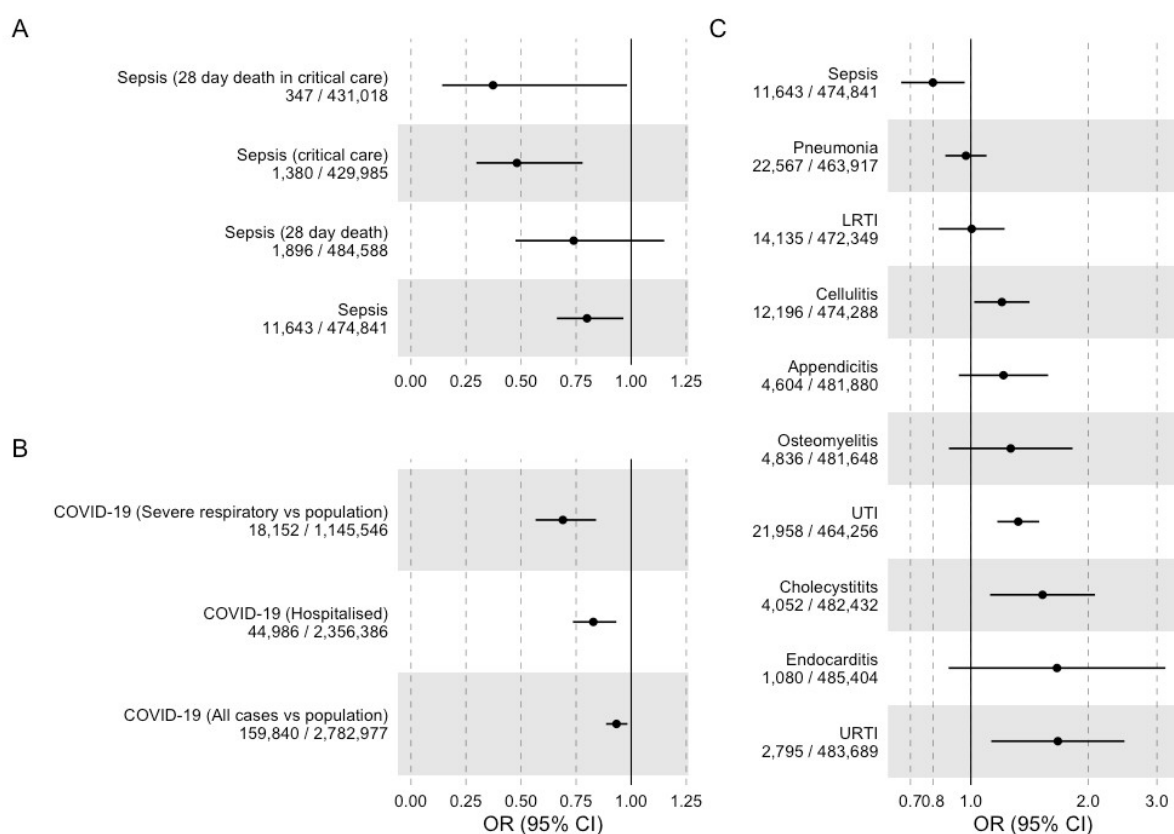 A
Sepsis (28 day death in critical care)
347 / 431,018
Sepsis (critical care)
1,380 / 429,985
Sepsis (28 day death)
1,896 / 484,588
Sepsis
11,643 / 474,841
0.00 0.25 0.50 0.75 1.00 1.25
B
COVID-19 (Severe respiratory vs population)
18,152 / 1,145,546
COVID-19 (Hospitalised)
44,986 / 2,356,386
COVID-19 (All cases vs population)
159,840 / 2,782,977
0.00 0.25 0.50 0.75 1.00 1.25
OR (95% CI)
C
Sepsis
11,643 / 474,841
Pneumonia
22,567 / 463,917
LRTI
14,135 / 472,349
Cellulitis
12,196 / 474,288
Appendicitis
4,604 / 481,880
Osteomyelitis
4,836 / 481,648
UTI
21,958 / 464,256
Cholecystitits
4,052 / 482,432
Endocarditis
1,080 / 485,404
URTI
2,795 / 483,689
0.70.8 1.0 2.0 3.0
OR (95% CI)